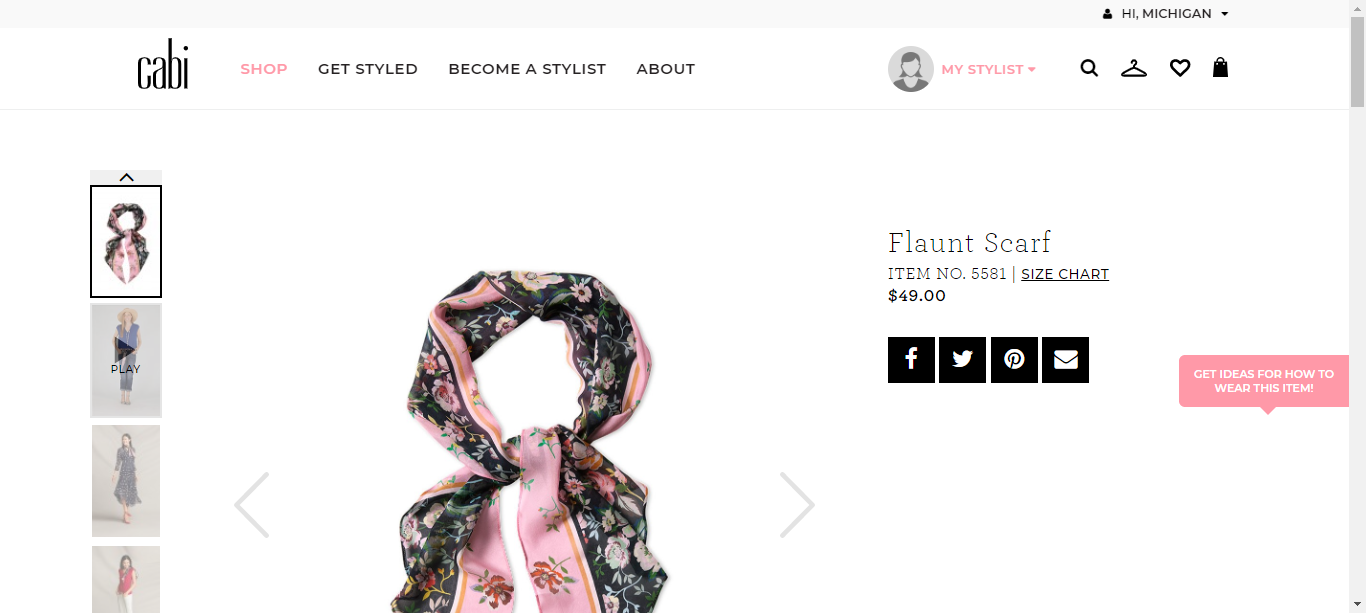 HI, MICHIGAN
cabi
SHOP
GET STYLED
BECOME A STYLIST
ABOUT
MY STYLIST
PLAY
Flaunt Scarf
ITEM NO. 5581 | SIZE CHART
$49.00
GET IDEAS FOR HOW TO
WEAR THIS ITEM!